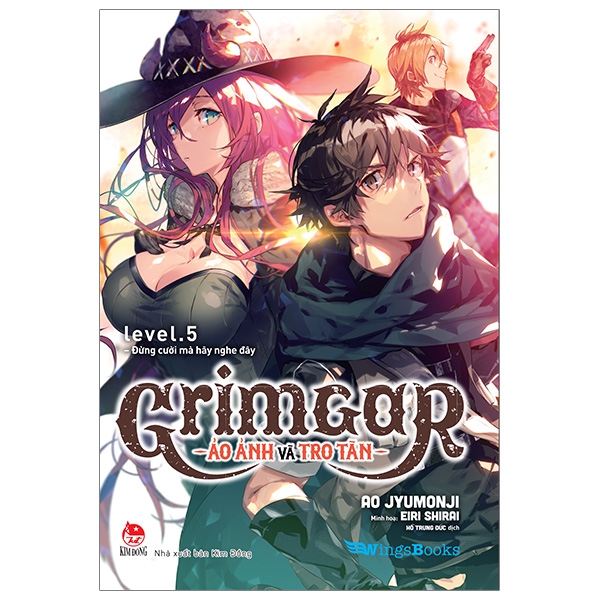 level.5
– Đừng cười mà hãy nghe đây
GRIMGAR
- ẢO ẢNH VÀ TRO TÀN -
AO JYUMONJI
Minh hoạ: EIRI SHIRAI
HỒ TRUNG ĐỨC dịch
KIM ĐỒNG
Nhà xuất bản Kim Đồng
WingsBooks